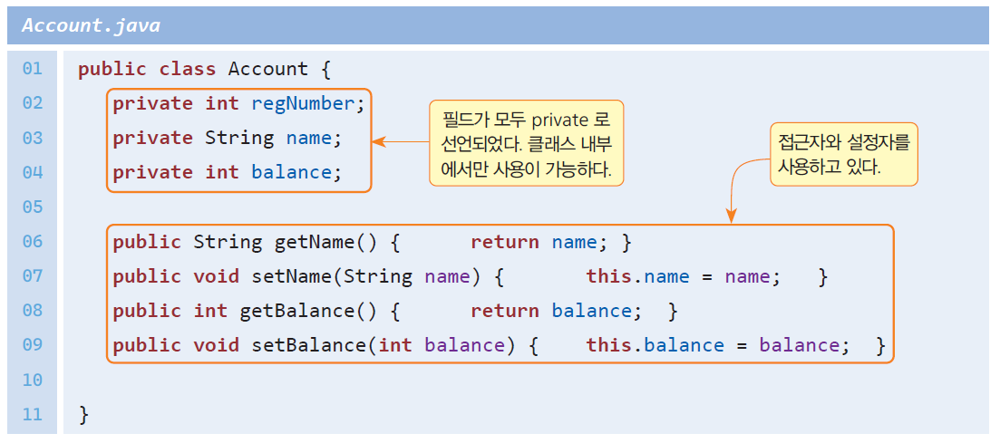 Account.java
01 public class Account {
02 private int regNumber;
03 private String name;
04 private int balance;
필드가 모두 private 로
선언되었다. 클래스 내부
에서만 사용이 가능하다.
접근자와 설정자를
사용하고 있다.
05
06 public String getName() { return name; }
07 public void setName(String name) { this.name = name; }
08 public int getBalance() { return balance; }
09 public void setBalance(int balance) { this.balance = balance; }
10
11 }